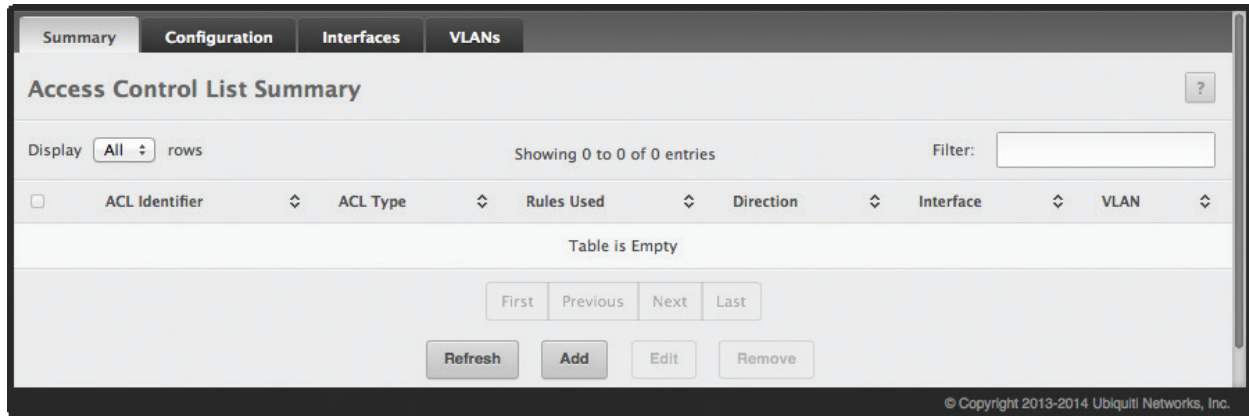 Summary Configuration Interfaces VLANs
Access Control List Summary ?
Display All rows Showing 0 to 0 of 0 entries Filter:
ACL Identifier ACL Type Rules Used Direction Interface VLAN
Table is Empty
First Previous Next Last
Refresh Add Edit Remove
© Copyright 2013-2014 Ubiquiti Networks, Inc.